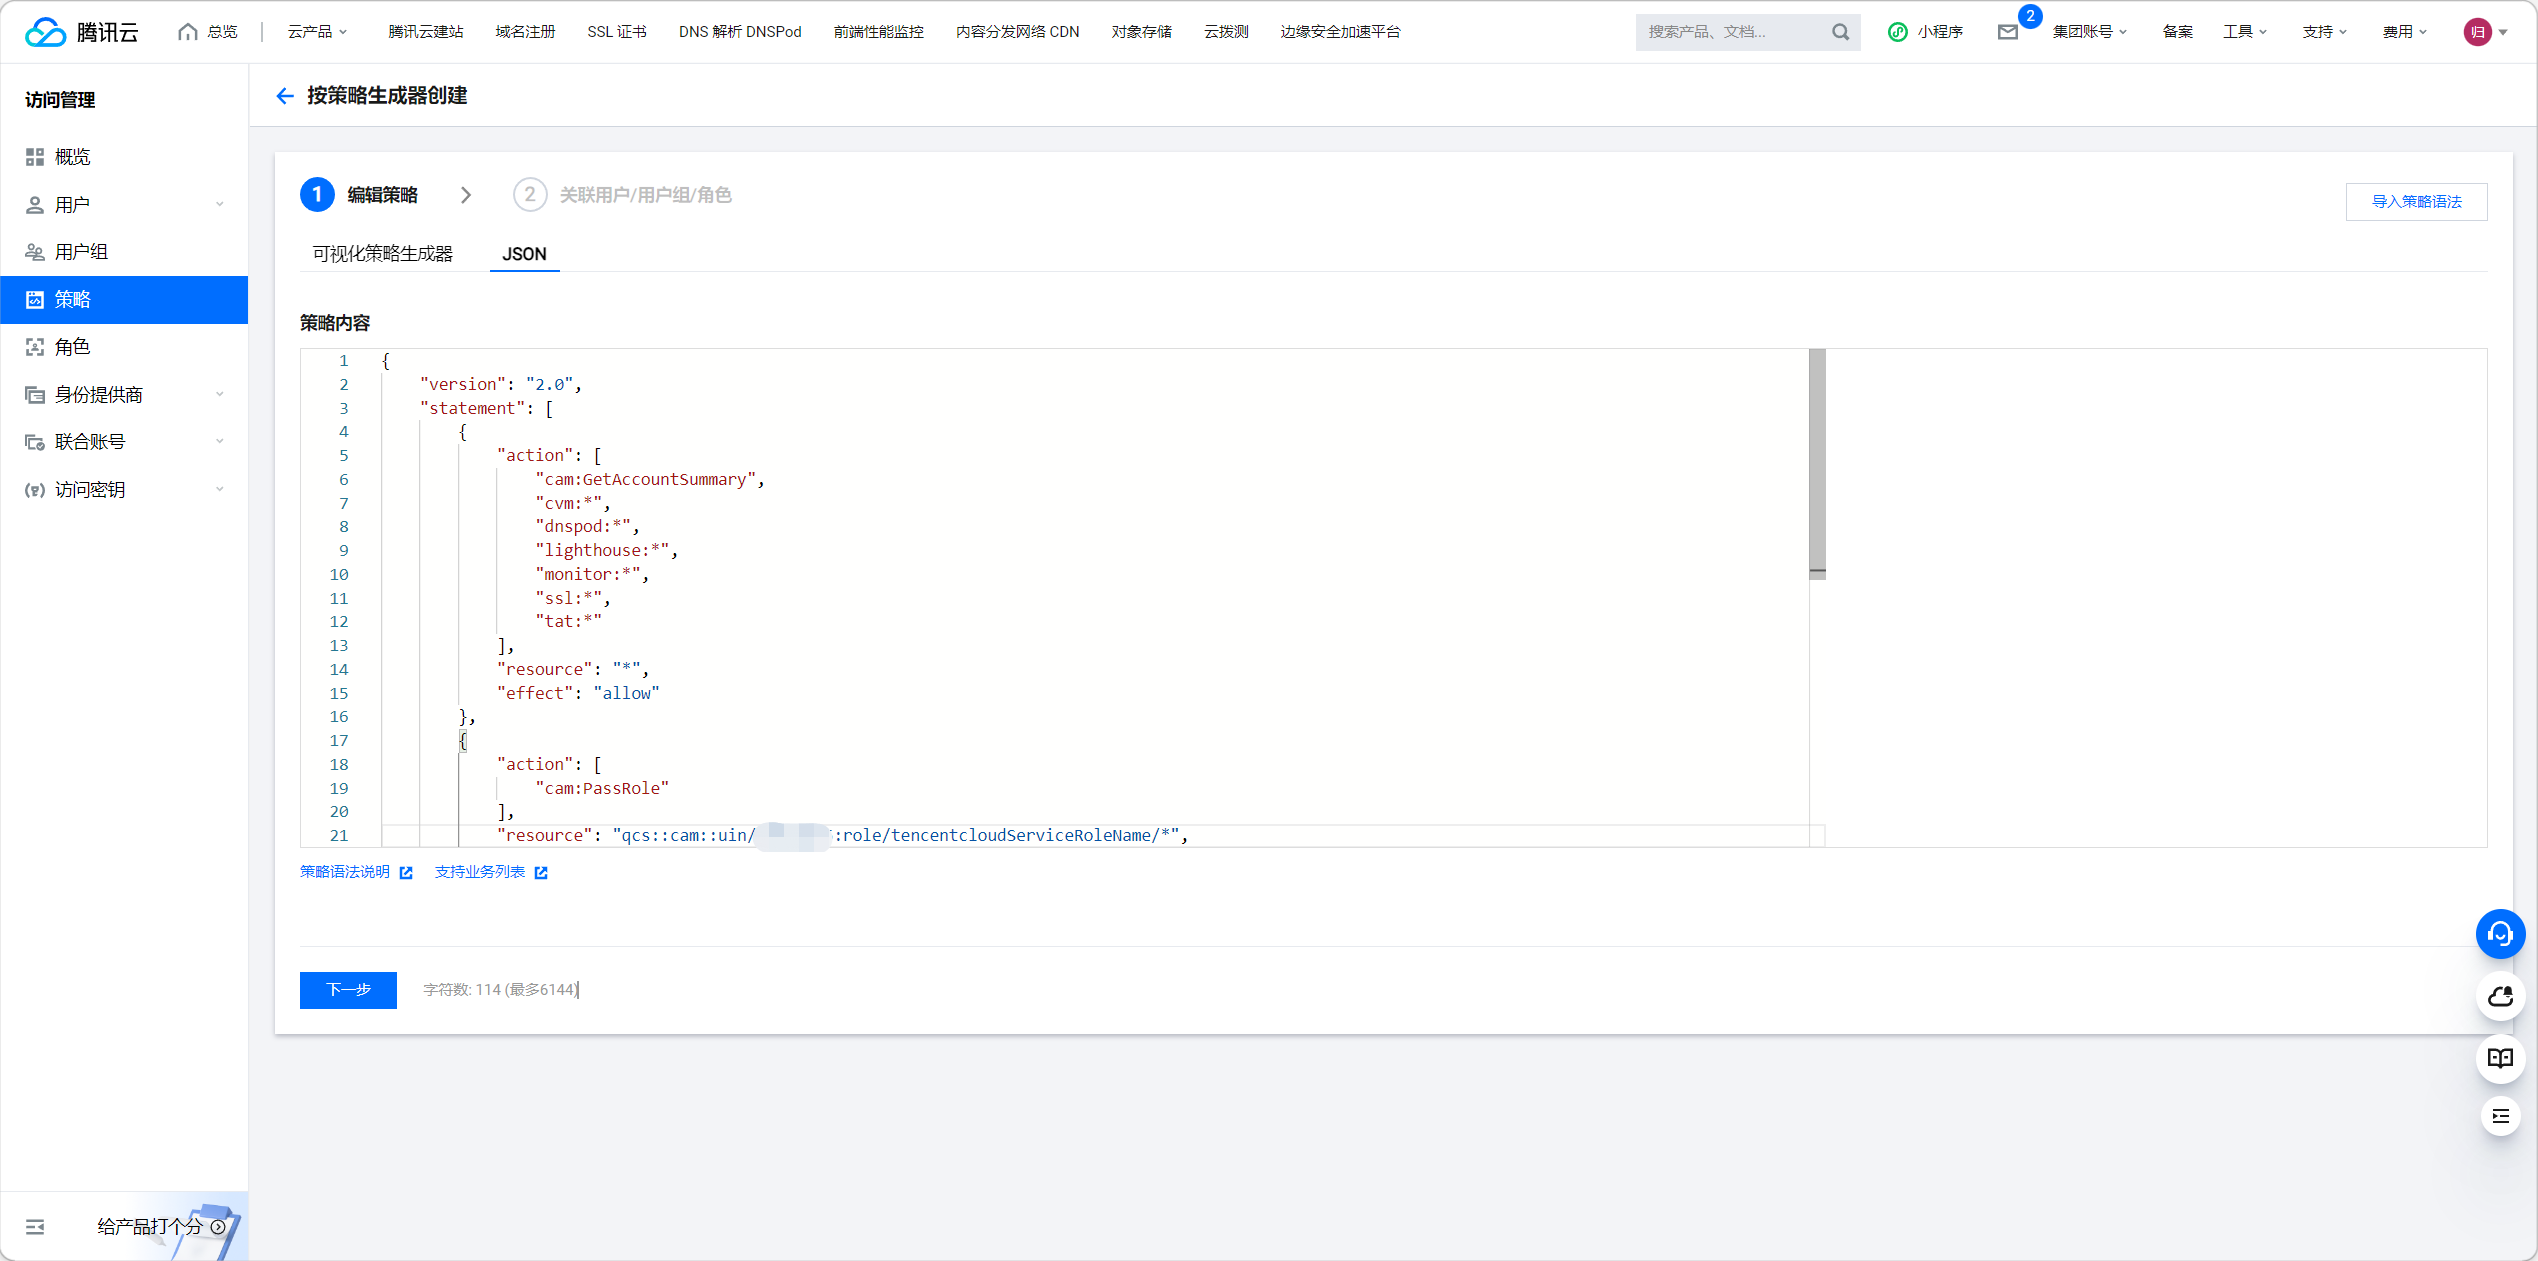 腾讯云 总览 云产品 腾讯云建站 域名注册 SSL 证书 DNS 解析 DNSPod 前端性能监控 内容分发网络 CDN 对象存储 云拨测 边缘安全加速平台 搜索产品、文档... 小程序 2 集团账号 备案 工具 支持 费用 归
访问管理
概览
用户
用户组
策略
角色
身份提供商
联合账号
访问密钥
给产品打个分
按策略生成器创建
1 编辑策略 2 关联用户/用户组/角色
导入策略语法
可视化策略生成器 JSON
策略内容
1 {
2 "version": "2.0",
3 "statement": [
4 {
5 "action": [
6 "cam:GetAccountSummary",
7 "cvm:*",
8 "dnspod:*",
9 "lighthouse:*",
10 "monitor:*",
11 "ssl:*",
12 "tat:*"
13 ],
14 "resource": "*",
15 "effect": "allow"
16 },
17 {
18 "action": [
19 "cam:PassRole"
20 ],
21 "resource": "qcs::cam::uin/ :role/tencentcloudServiceRoleName/*",
策略语法说明 支持业务列表
下一步 字符数: 114 (最多6144)